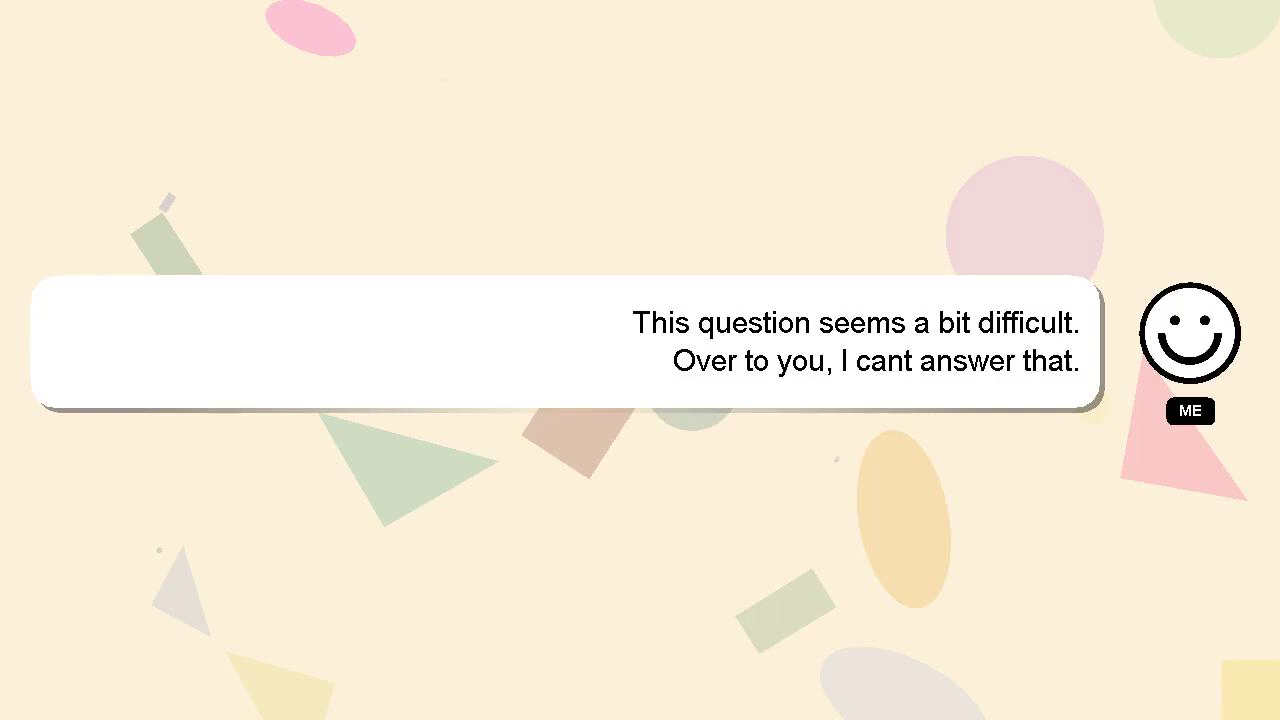 This question seems a bit difficult.
Over to you, I cant answer that.
ME